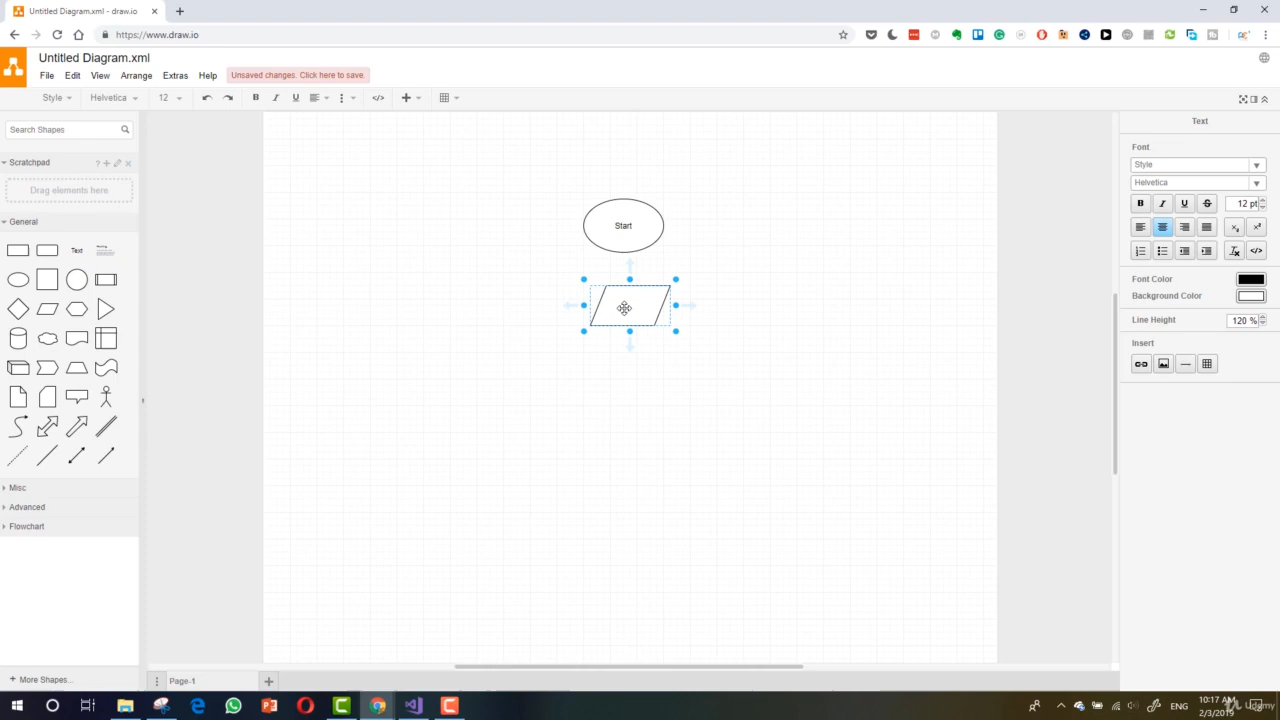 Untitled Diagram.xml - draw.io
https://www.draw.io
Untitled Diagram.xml
File Edit View Arrange Extras Help Unsaved changes. Click here to save.
Style Helvetica 12 B I U </>
Search Shapes
Scratchpad
Drag elements here
General
Text
Misc
Advanced
Flowchart
More Shapes...
Start
Page-1
Text
Font
Style
Helvetica
B I U S 12 pt
Font Color
Background Color
Line Height 120 %
Insert
ENG
10:17 AM
2/3/2019
Udemy